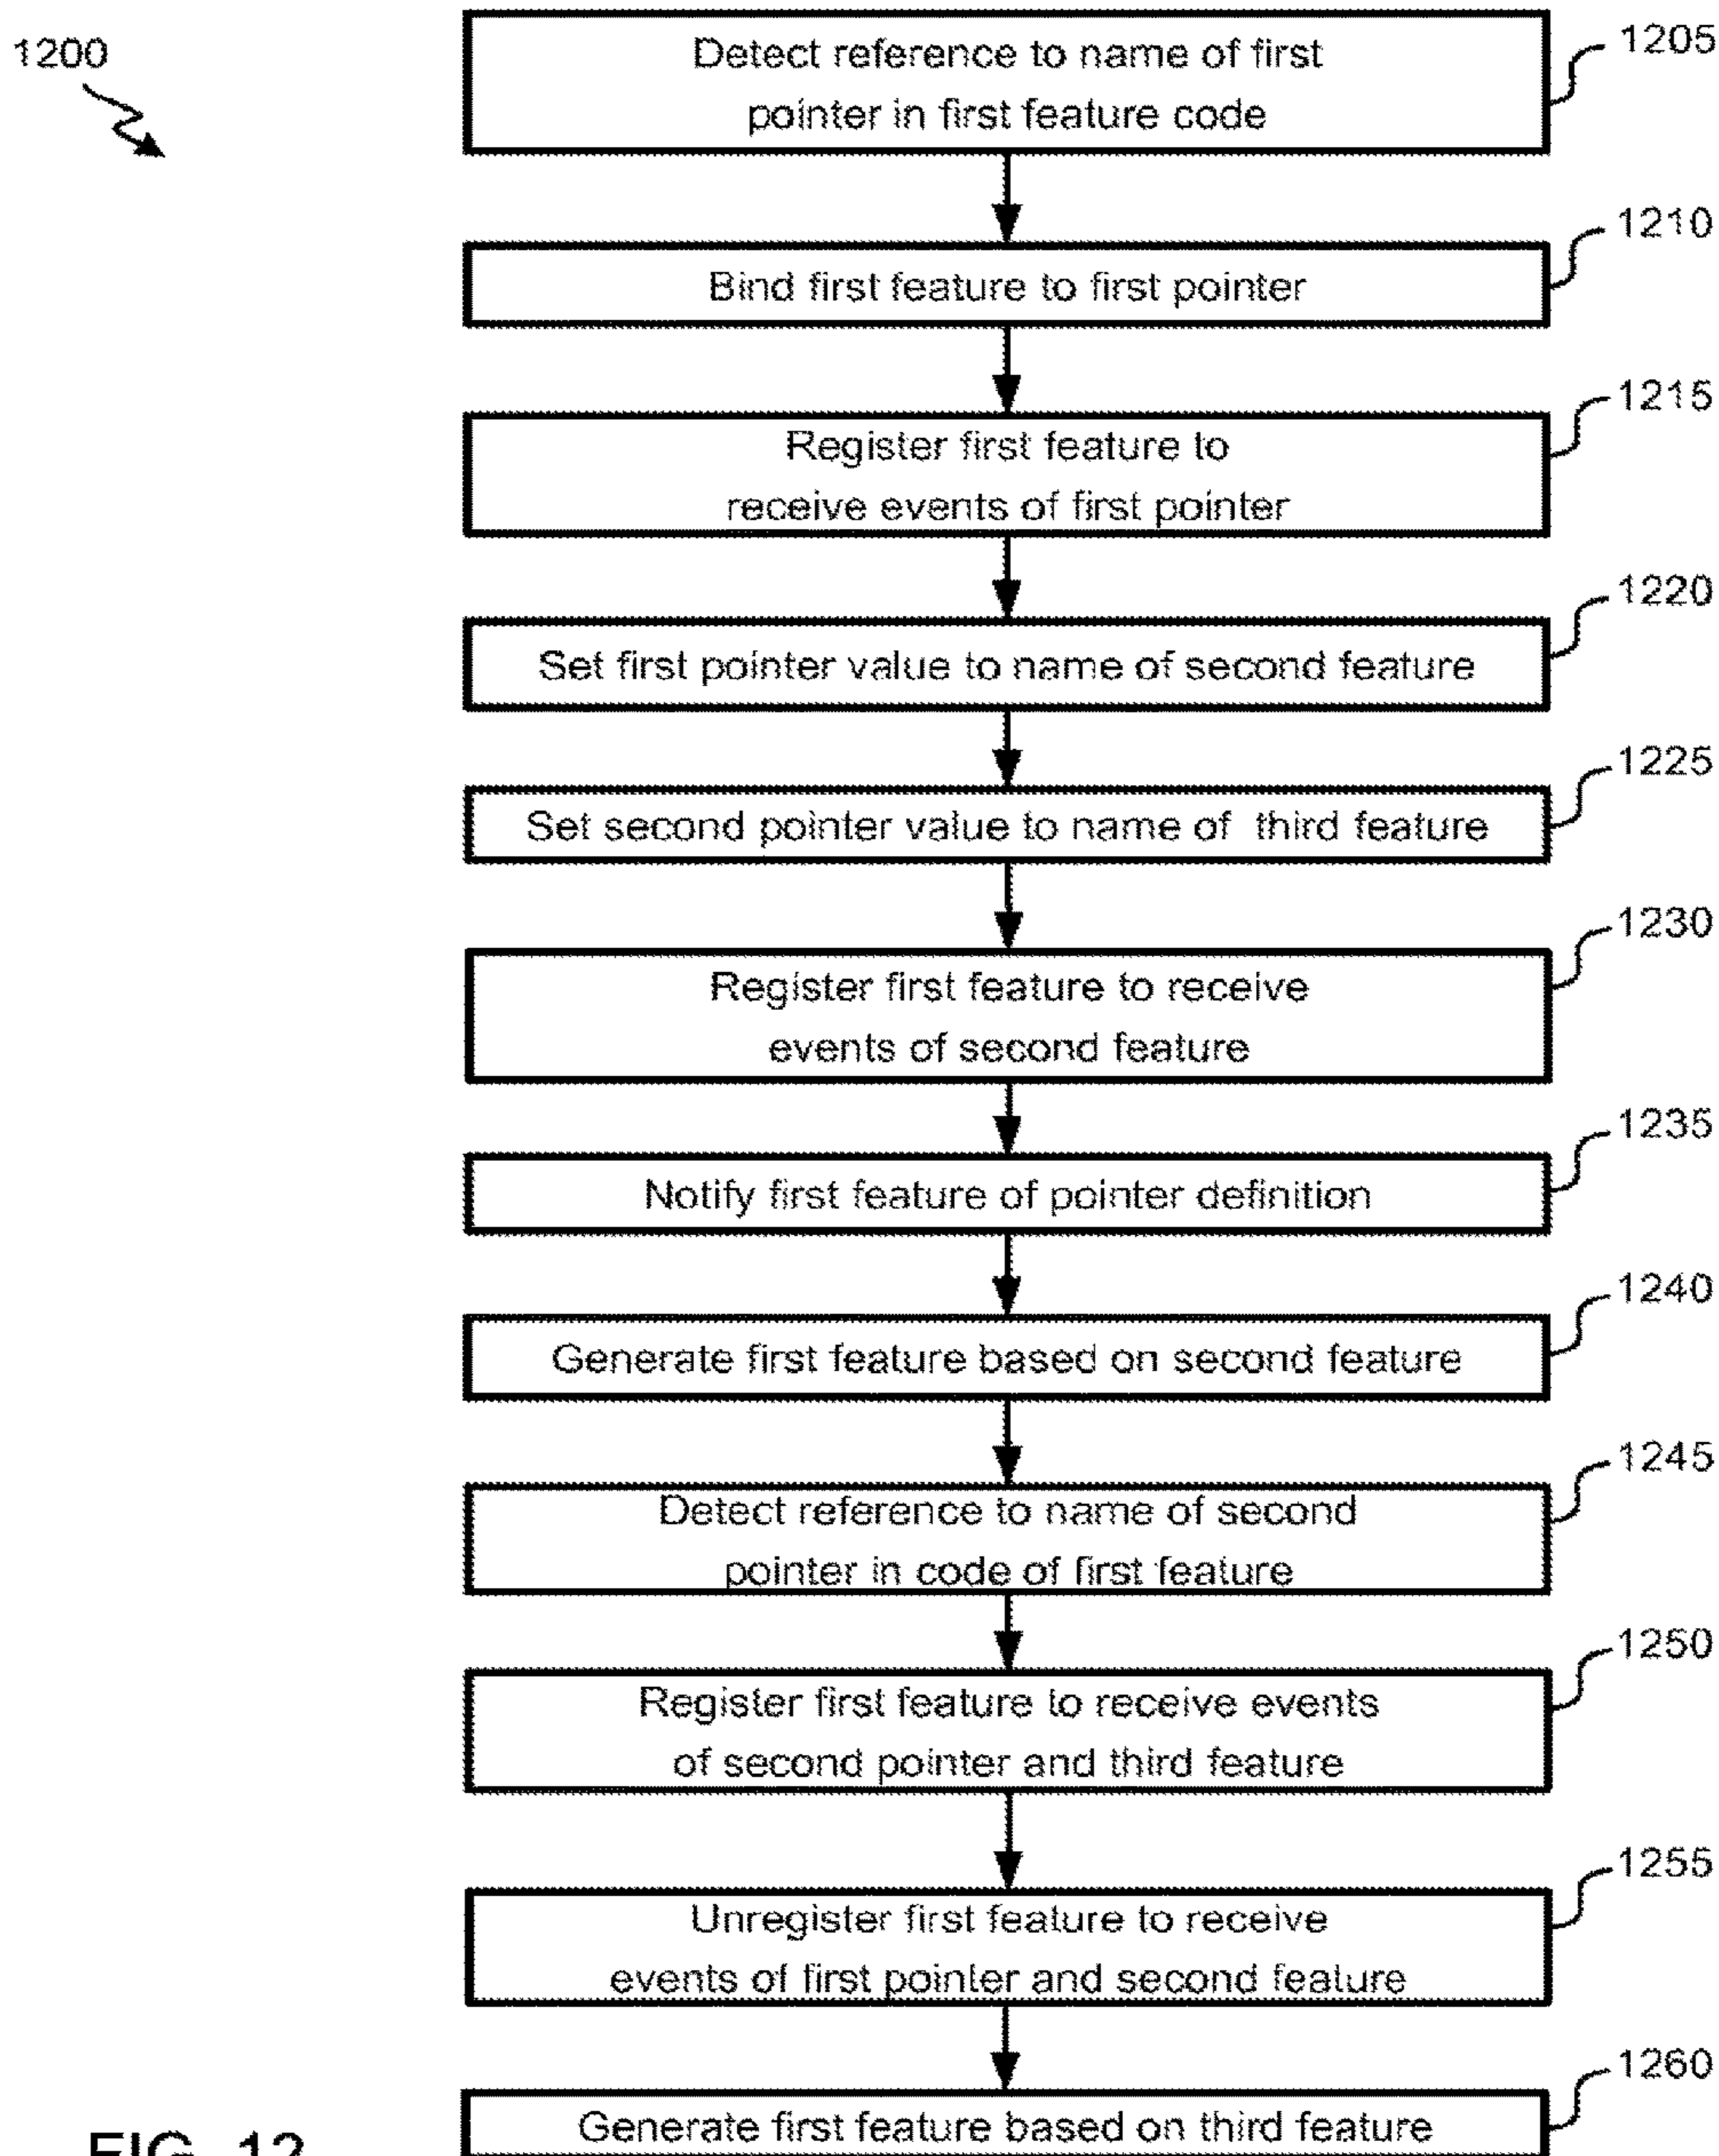 1200
Detect reference to name of first
pointer in first feature code
1205
Bind first feature to first pointer
1210
Register first feature to
receive events of first pointer
1215
Set first pointer value to name of second feature
1220
Set second pointer value to name of third feature
1225
Register first feature to receive
events of second feature
1230
Notify first feature of pointer definition
1235
Generate first feature based on second feature
1240
Detect reference to name of second
pointer in code of first feature
1245
Register first feature to receive events
of second pointer and third feature
1250
Unregister first feature to receive
events of first pointer and second feature
1255
Generate first feature based on third feature
1260
FIG. 12